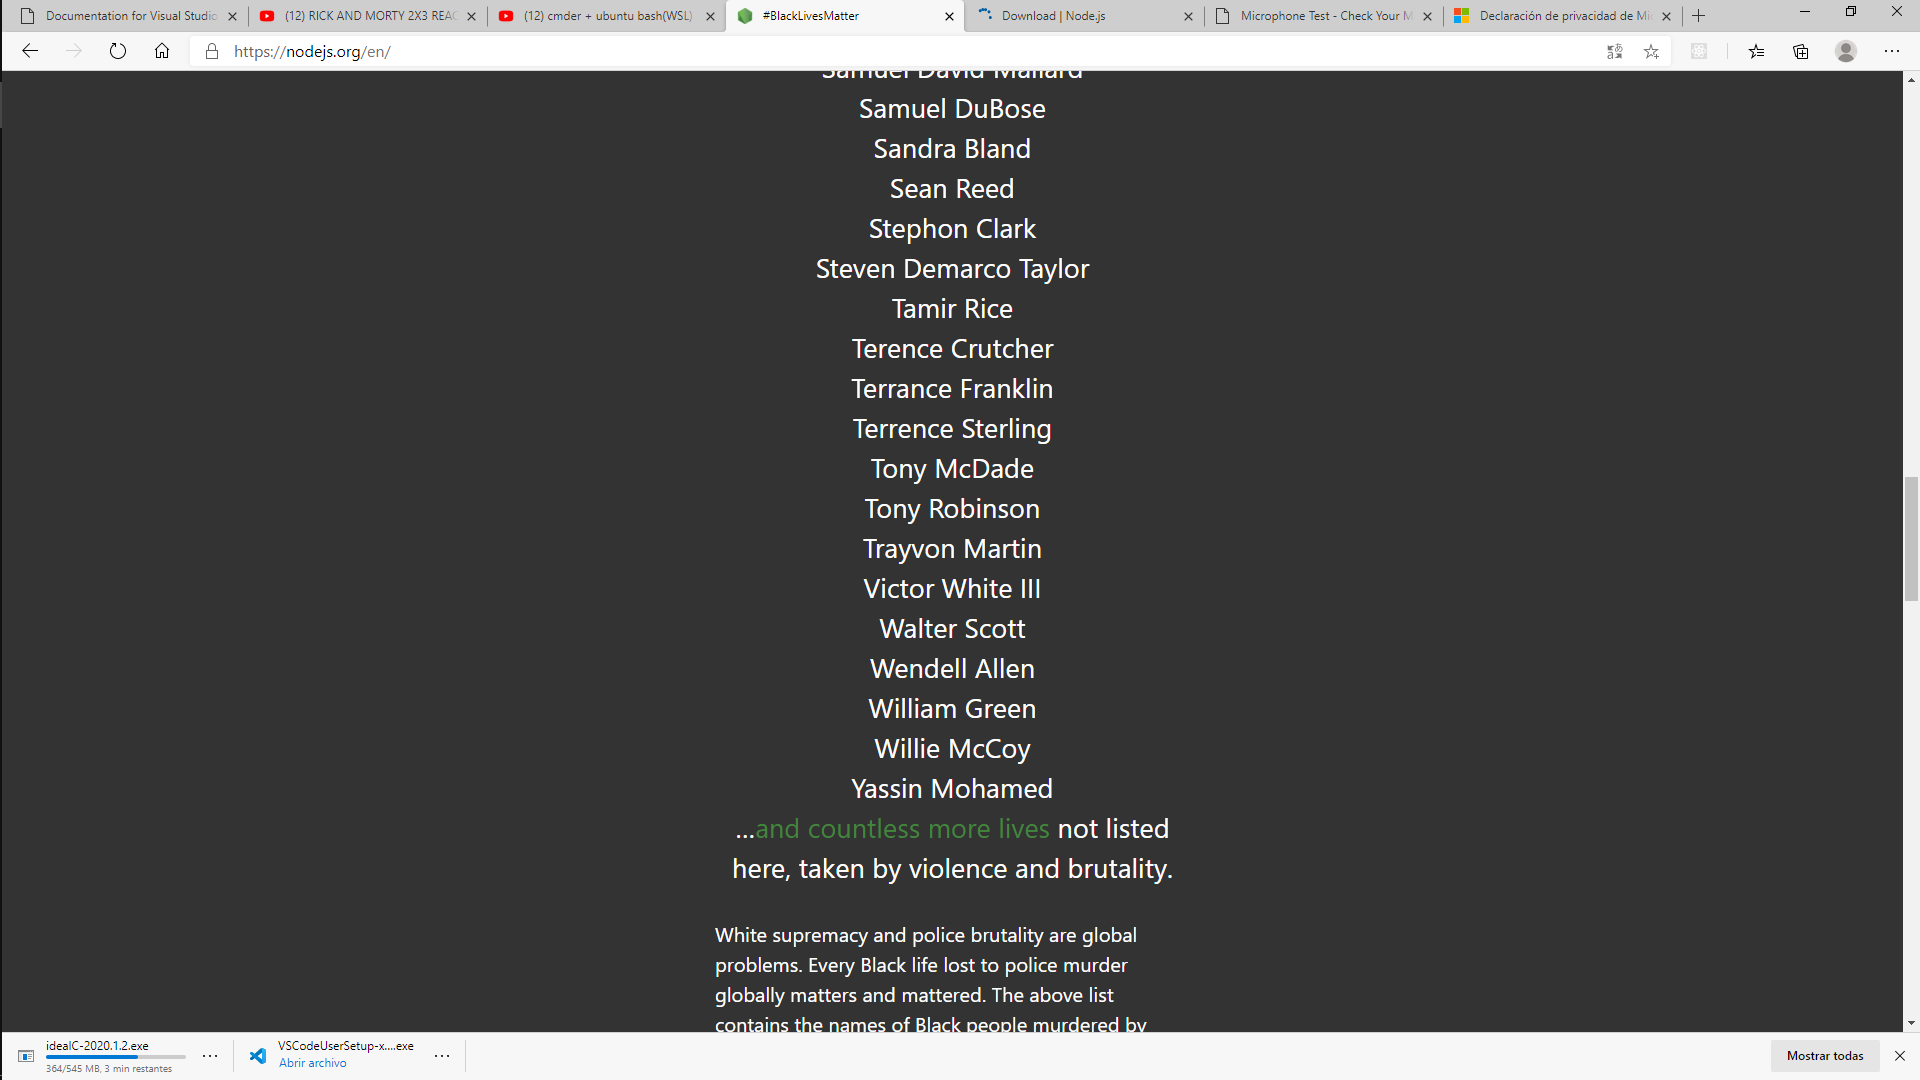 Documentation for Visual Studio
(12) RICK AND MORTY 2X3 REAC
(12) cmder + ubuntu bash(WSL)
#BlackLivesMatter
Download | Node.js
Microphone Test - Check Your M
Declaración de privacidad de Mi
https://nodejs.org/en/
Samuel David Mallard
Samuel DuBose
Sandra Bland
Sean Reed
Stephon Clark
Steven Demarco Taylor
Tamir Rice
Terence Crutcher
Terrance Franklin
Terrence Sterling
Tony McDade
Tony Robinson
Trayvon Martin
Victor White III
Walter Scott
Wendell Allen
William Green
Willie McCoy
Yassin Mohamed
...and countless more lives not listed
here, taken by violence and brutality.
White supremacy and police brutality are global
problems. Every Black life lost to police murder
globally matters and mattered. The above list
contains the names of Black people murdered by
ideaIC-2020.1.2.exe
364/545 MB, 3 min restantes
VSCodeUserSetup-x....exe
Abrir archivo
Mostrar todas